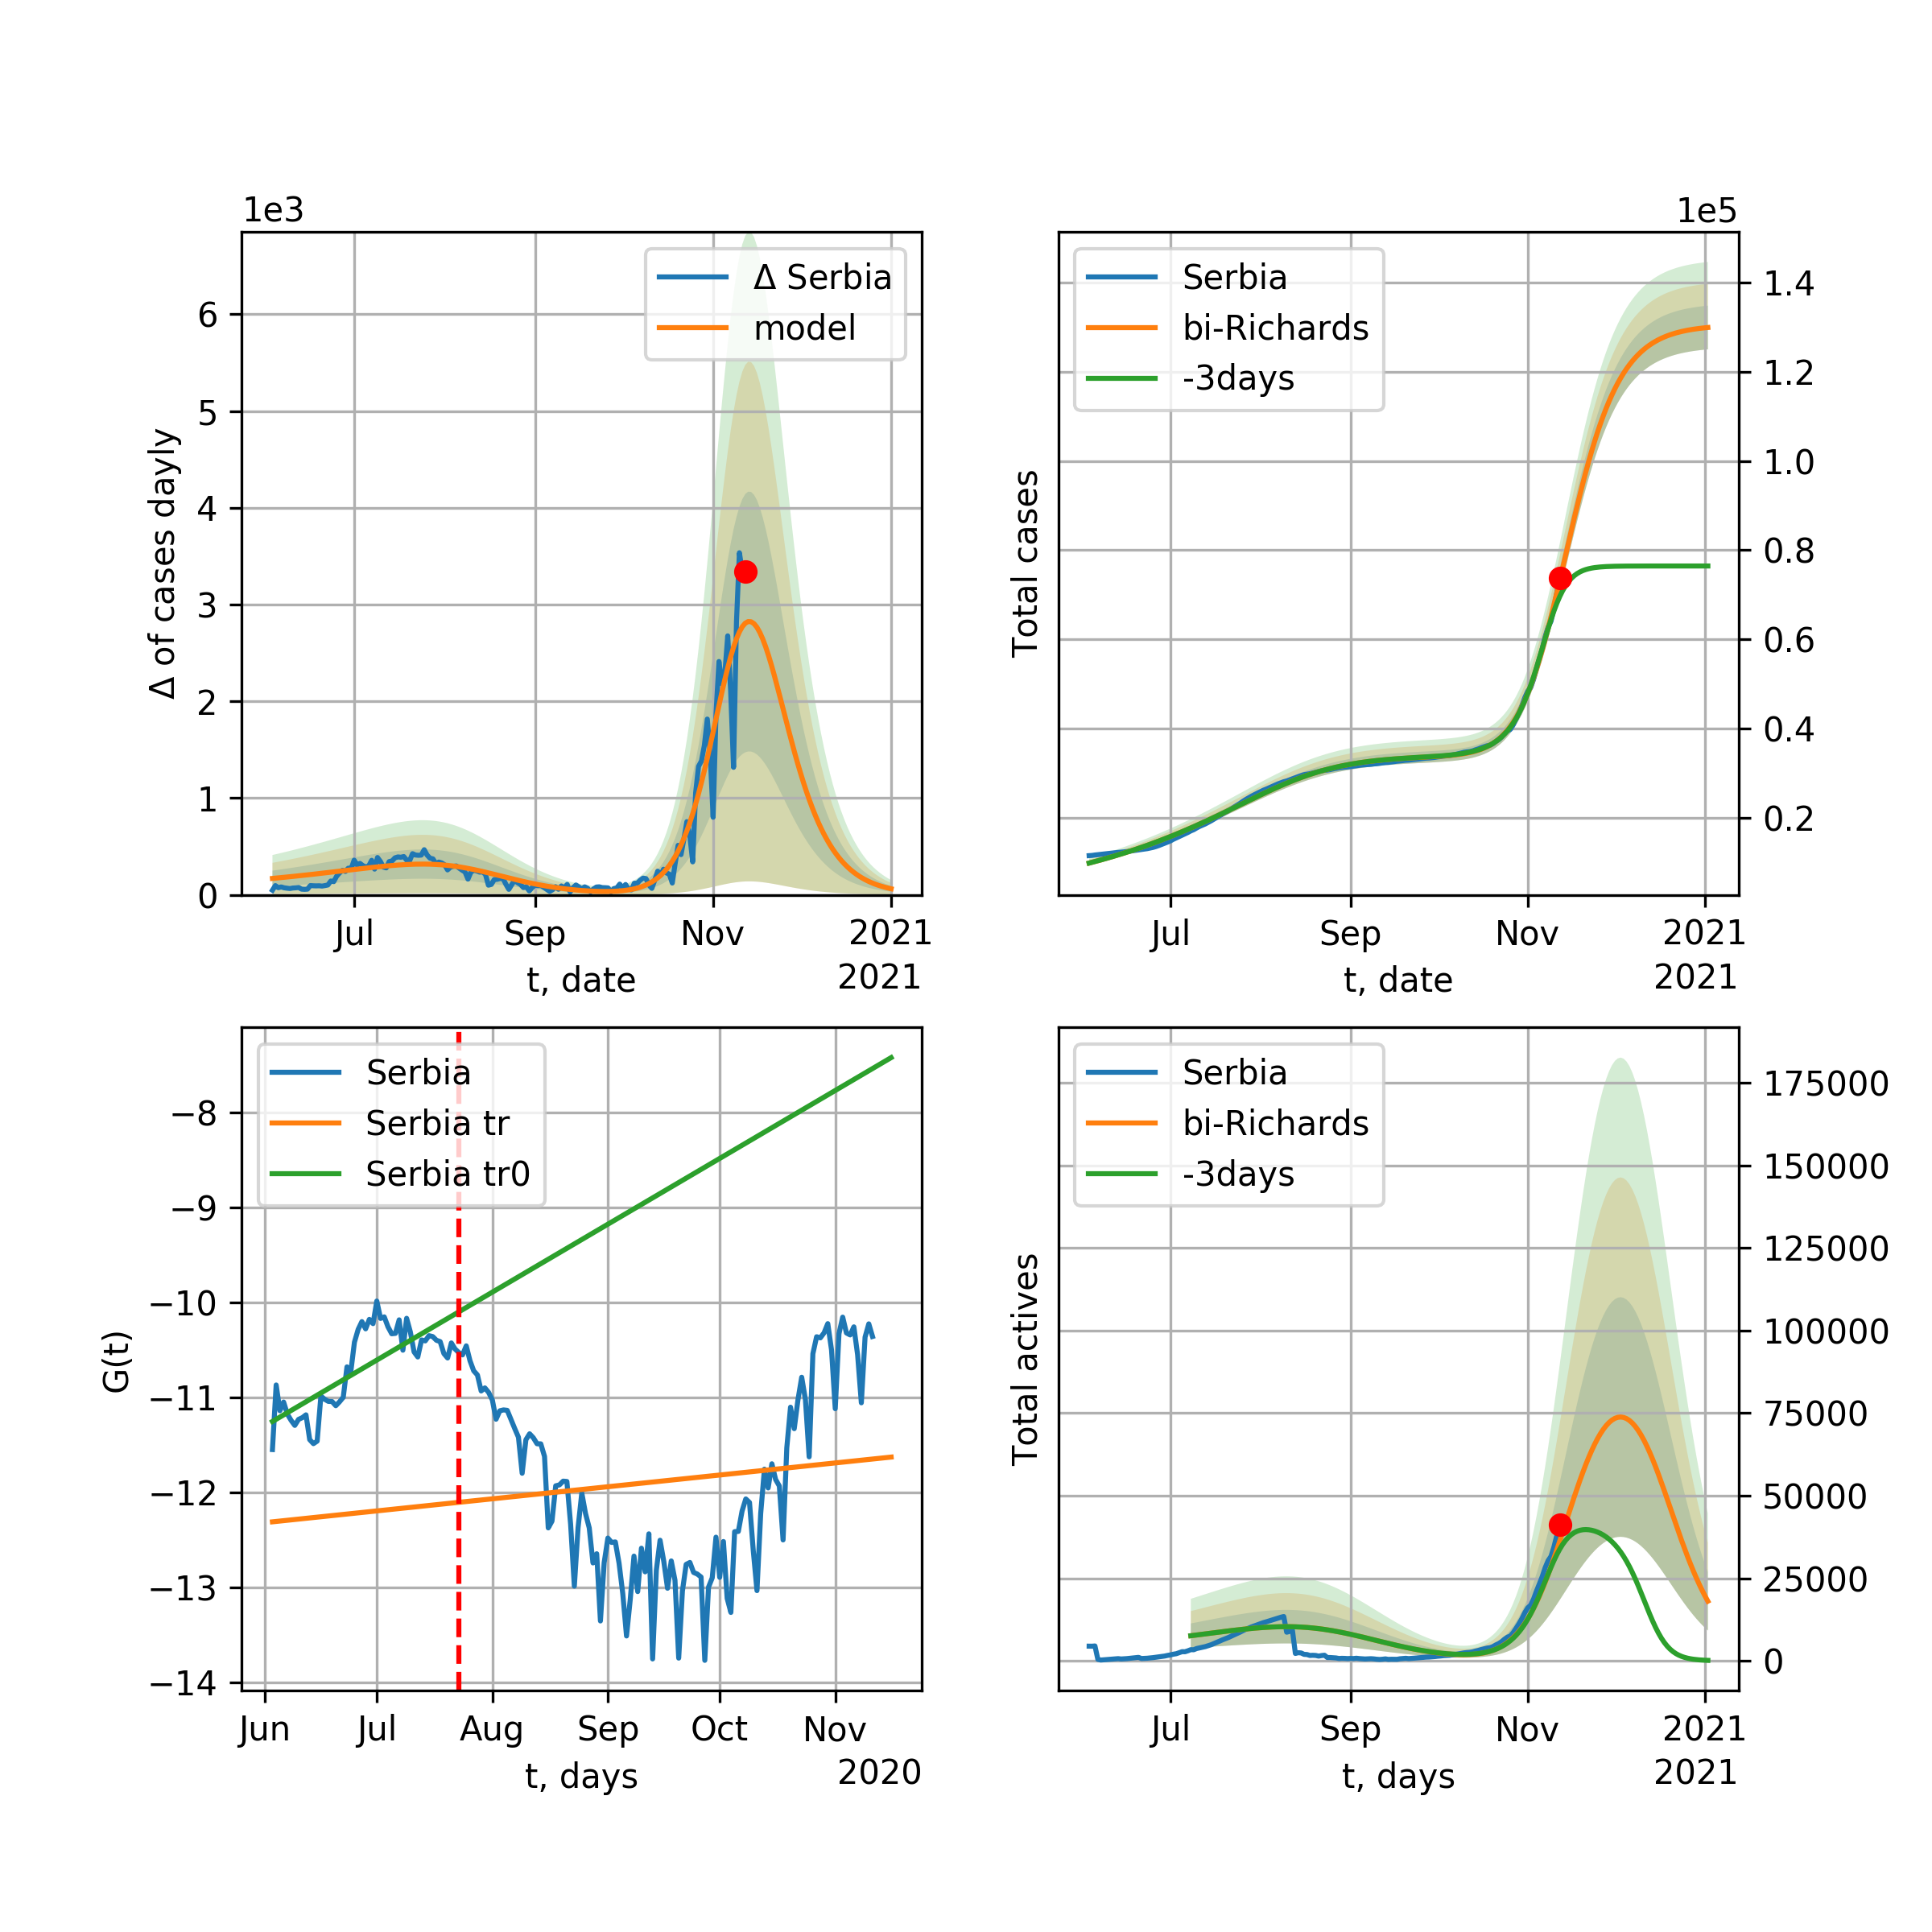 1e3
Δ Serbia
model
6
5
4
3
2
1
0
Δ of cases dayly
Jul
Sep
Nov
2021
t, date
2021
1e5
Serbia
bi-Richards
-3days
1.4
1.2
1.0
0.8
0.6
0.4
0.2
Total cases
Jul
Sep
Nov
2021
t, date
2021
Serbia
Serbia tr
Serbia tr0
−8
−9
−10
−11
−12
−13
−14
G(t)
Jun
Jul
Aug
Sep
Oct
Nov
t, days
2020
Serbia
bi-Richards
-3days
175000
150000
125000
100000
75000
50000
25000
0
Total actives
Jul
Sep
Nov
2021
t, days
2021